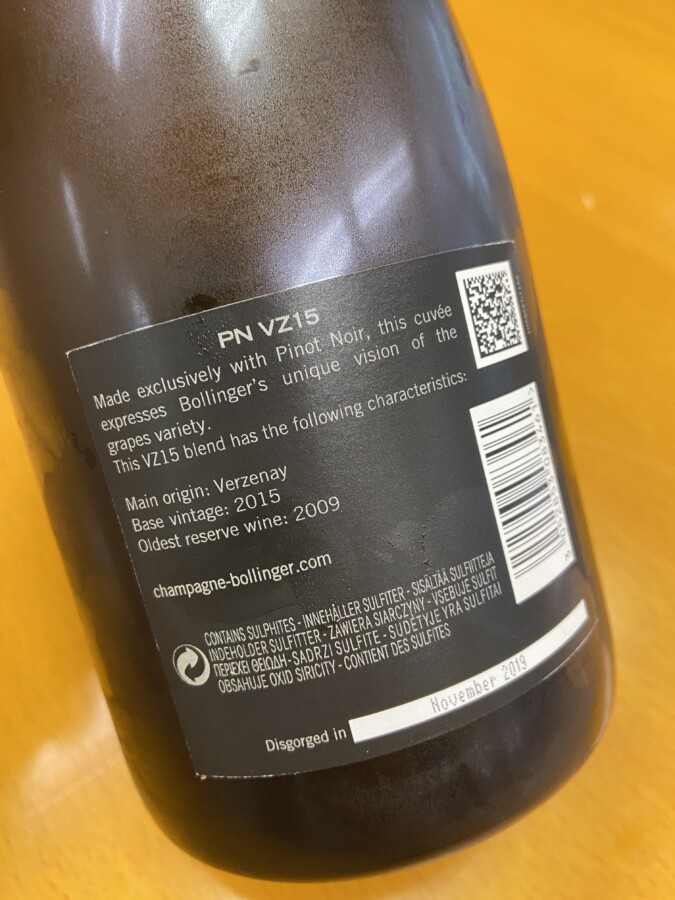 PN VZ15
Made exclusively with Pinot Noir, this cuvée
expresses Bollinger's unique vision of the
grapes variety.
This VZ15 blend has the following characteristics:
Main origin: Verzenay
Base vintage: 2015
Oldest reserve wine: 2009
champagne-bollinger.com
CONTAINS SULPHITES - INNEHÅLLER SULFITER - SISÄLTÄÄ SULFIITTEJA
INDEHOLDER SULFITTER - ZAWIERA SIARCZYNY - VSEBUJE SULFIT
ΠΕΡΙΕΧΕΙ ΘΕΙΩΔΗ - SADRZI SULFITE - SUDĖTYJE YRA SULFITAI
OBSAHUJE OXID SIRICITY - CONTIENT DES SULFITES
Disgorged in November 2019